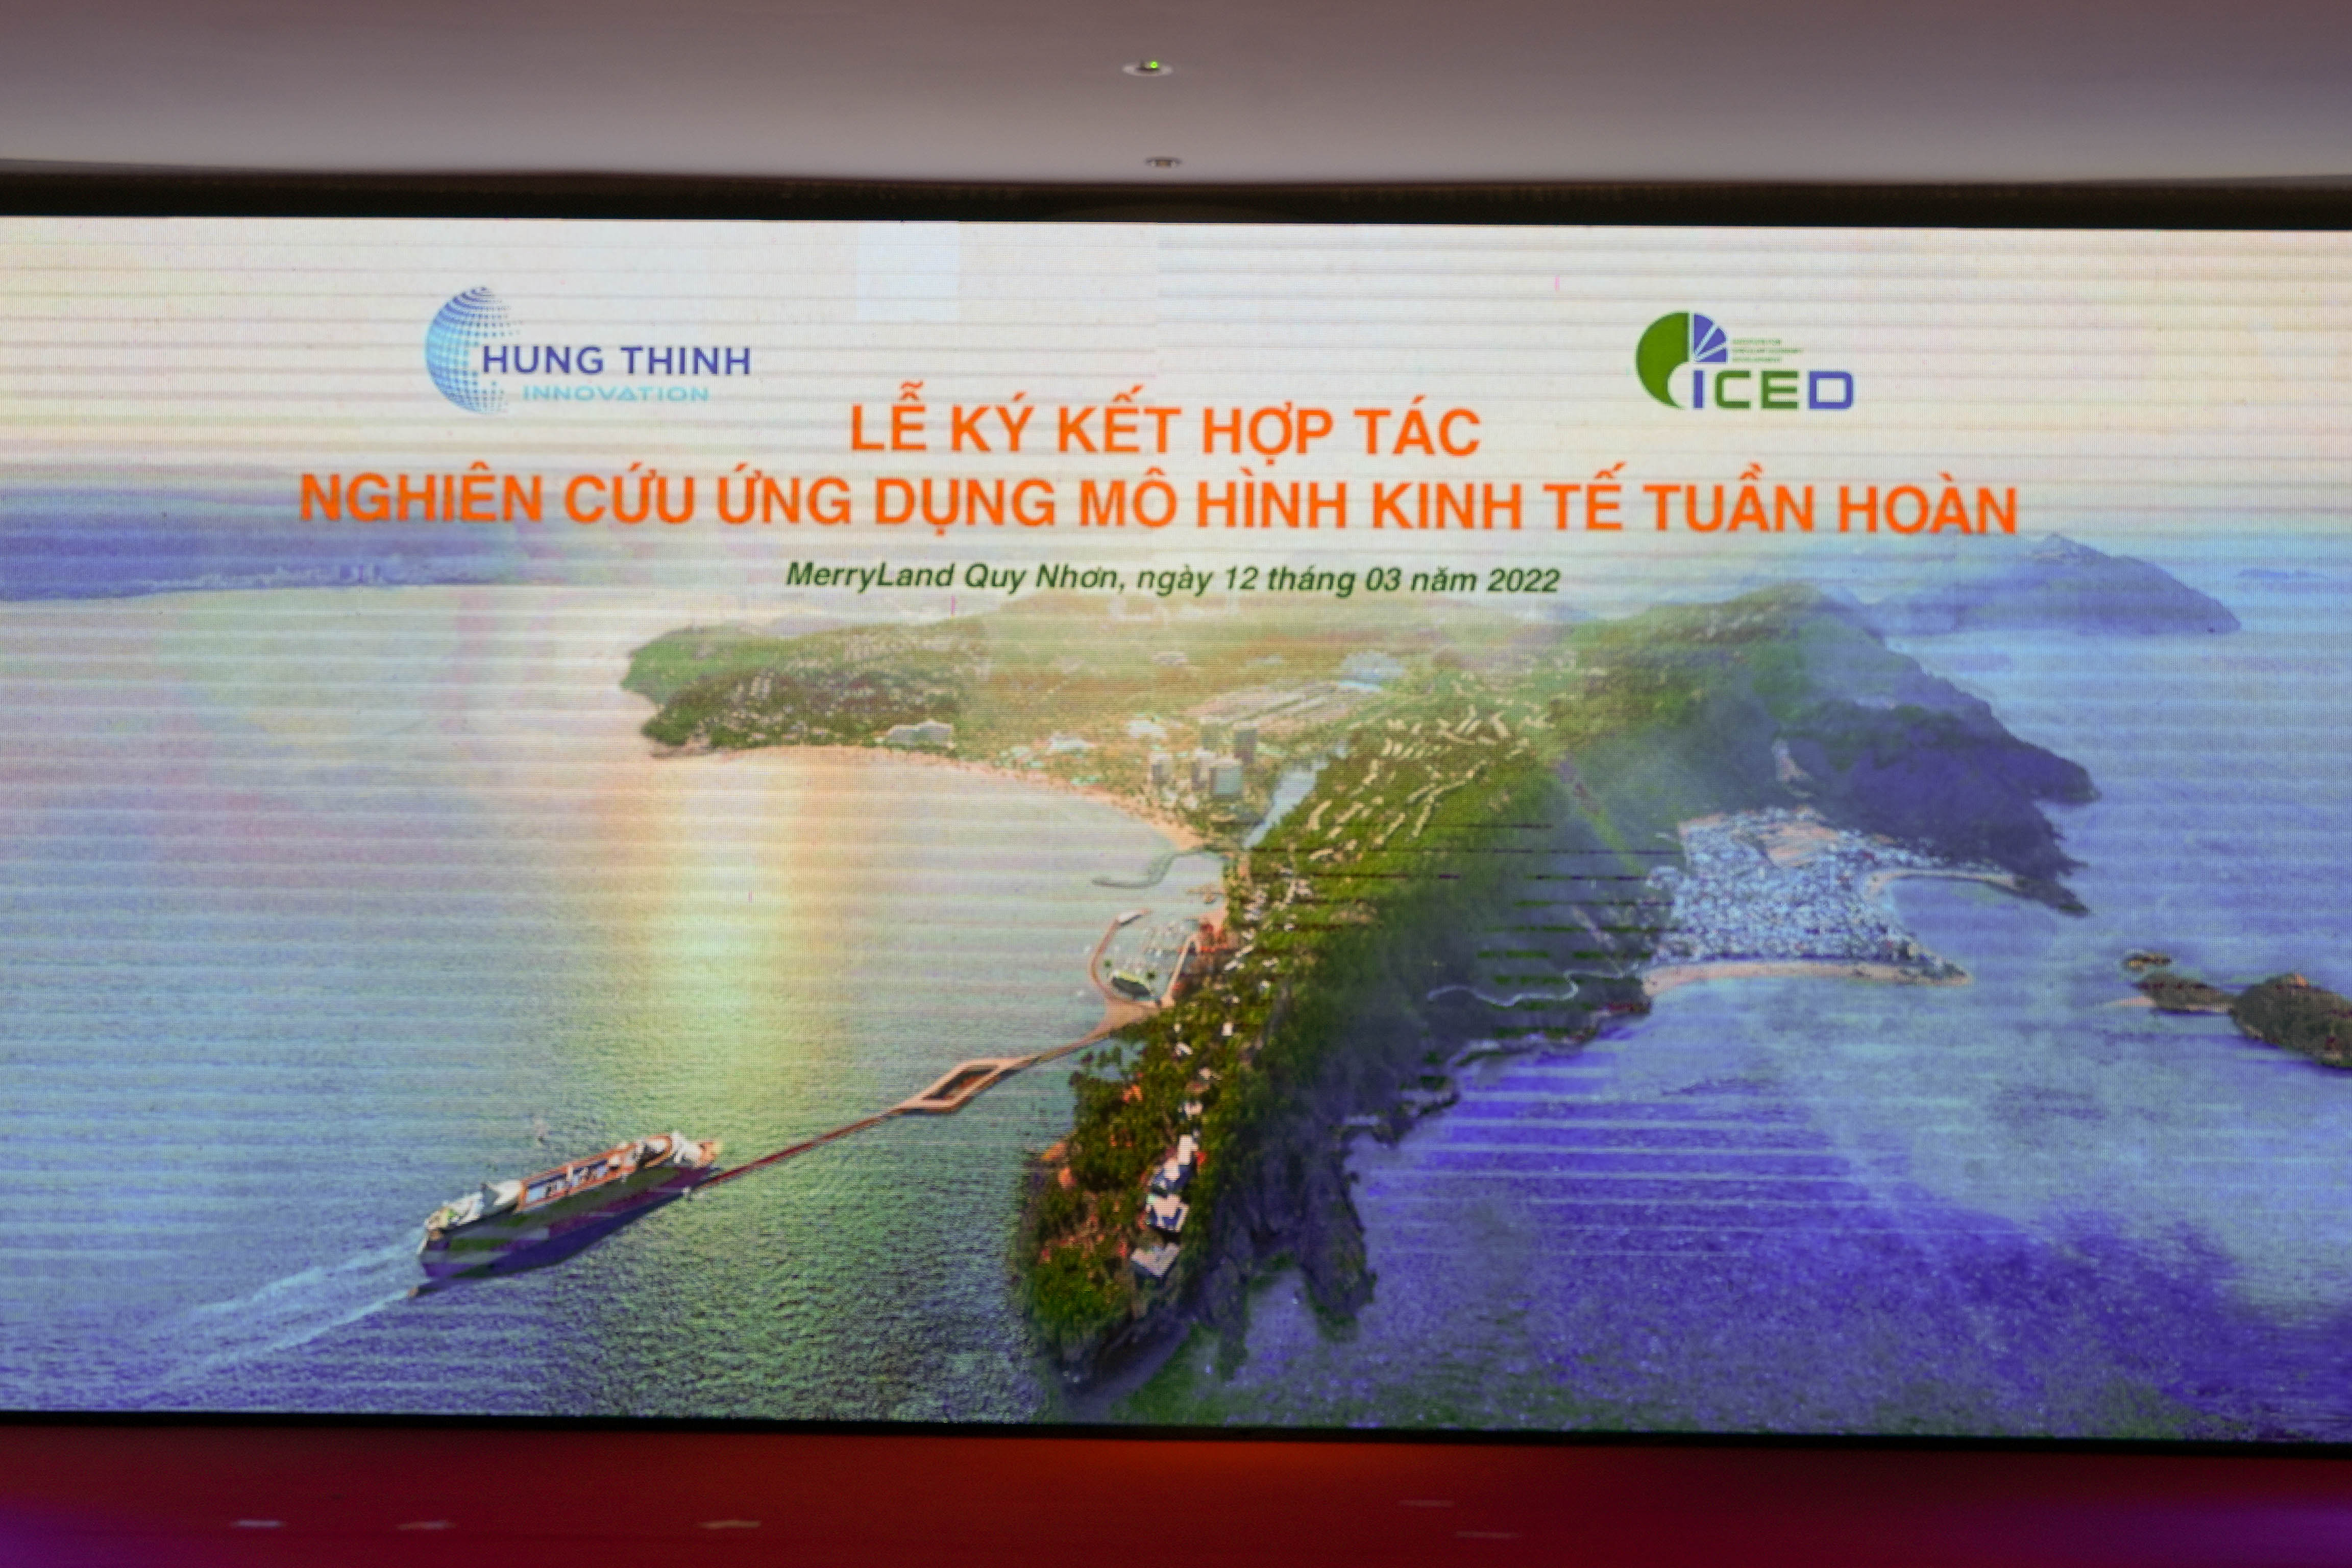 HUNG THINH
INNOVATION
ICED
LỄ KÝ KẾT HỢP TÁC
NGHIÊN CỨU ỨNG DỤNG MÔ HÌNH KINH TẾ TUẦN HOÀN
MerryLand Quy Nhơn, ngày 12 tháng 03 năm 2022